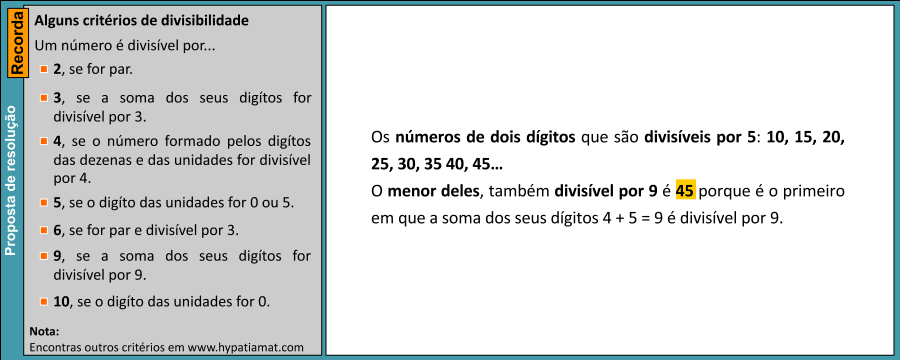 Recorda
Proposta de resolução
Alguns critérios de divisibilidade
Um número é divisível por...
2, se for par.
3, se a soma dos seus digítos for
divisível por 3.
4, se o número formado pelos digítos
das dezenas e das unidades for divisível
por 4.
5, se o digíto das unidades for 0 ou 5.
6, se for par e divisível por 3.
9, se a soma dos seus digítos for
divisível por 9.
10, se o digíto das unidades for 0.
Nota:
Encontras outros critérios em www.hypatiamat.com
Os números de dois dígitos que são divisíveis por 5: 10, 15, 20,
25, 30, 35 40, 45...
O menor deles, também divisível por 9 é 45 porque é o primeiro
em que a soma dos seus dígitos 4 + 5 = 9 é divisível por 9.